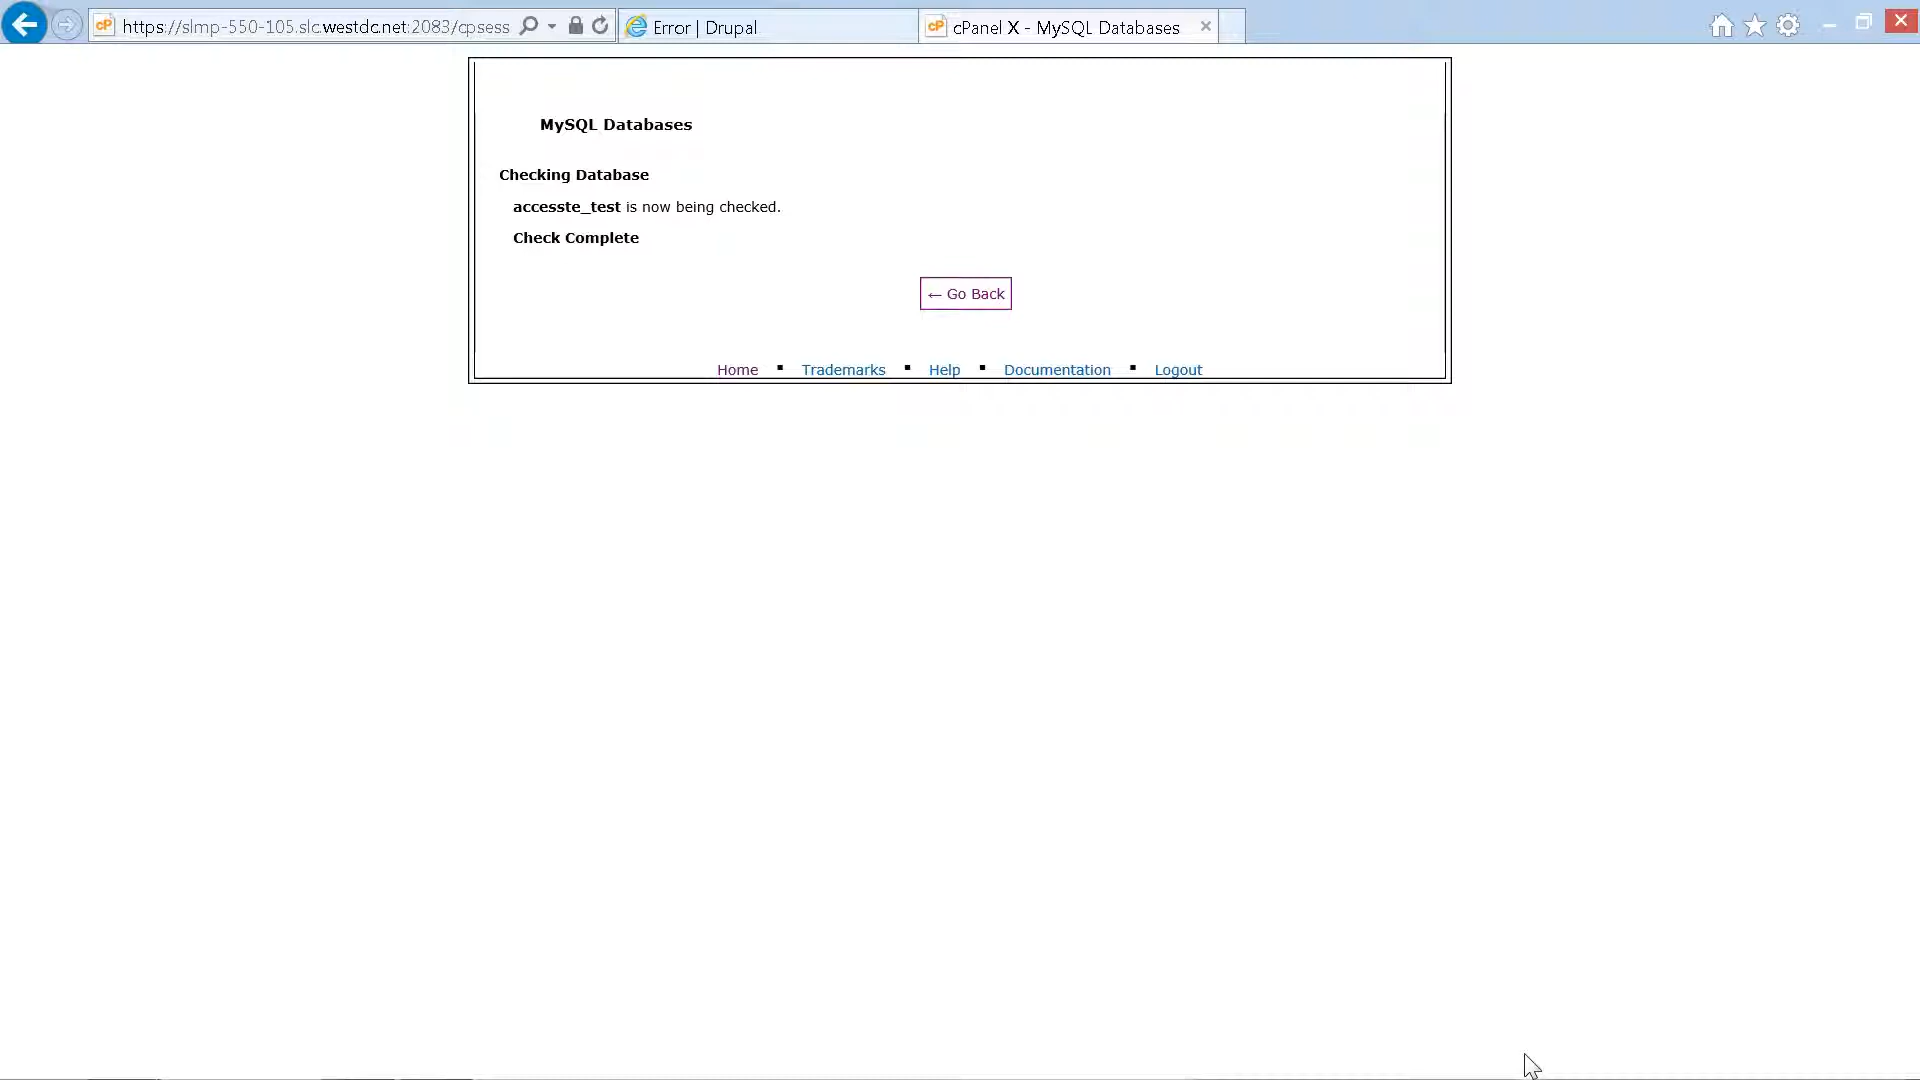 https://slmp-550-105.slc.westdc.net:2083/cpsess
Error | Drupal
cPanel X - MySQL Databases
MySQL Databases
Checking Database
accesste_test is now being checked.
Check Complete
← Go Back
Home ▪ Trademarks ▪ Help ▪ Documentation ▪ Logout